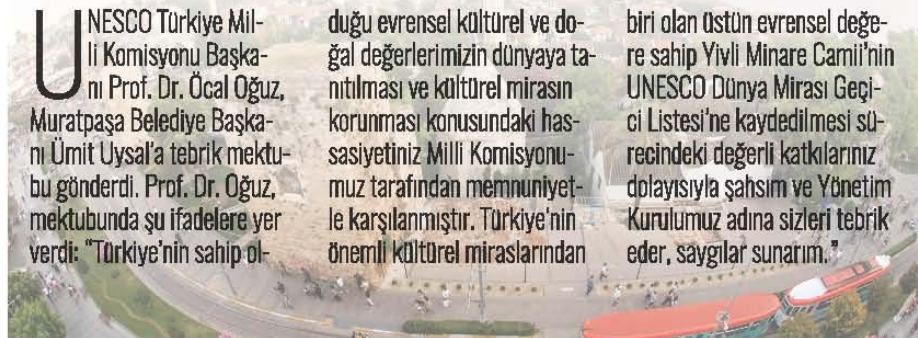 UNESCO Türkiye Mil-
li Komisyonu Başka-
nı Prof. Dr. Öcal Oğuz,
Muratpaşa Belediye Başka-
nı Ümit Uysal’a tebrik mektu-
bu gönderdi. Prof. Dr. Oğuz,
mektubunda şu ifadelere yer
verdi: “Türkiye’nin sahip ol-
duğu evrensel kültürel ve do-
ğal değerlerimizin dünyaya ta-
nıtılması ve kültürel mirasın
korunması konusundaki has-
sasiyetiniz Milli Komisyonu-
muz tarafından memnuniyet-
le karşılanmıştır. Türkiye’nin
önemli kültürel miraslarından
biri olan üstün evrensel değe-
re sahip Yivli Minare Camii’nin
UNESCO Dünya Mirası Geçi-
ci Listesi’ne kaydedilmesi sü-
recindeki değerli katkılarınız
dolayısıyla şahsım ve Yönetim
Kurulumuz adına sizleri tebrik
eder, saygılar sunarım.”